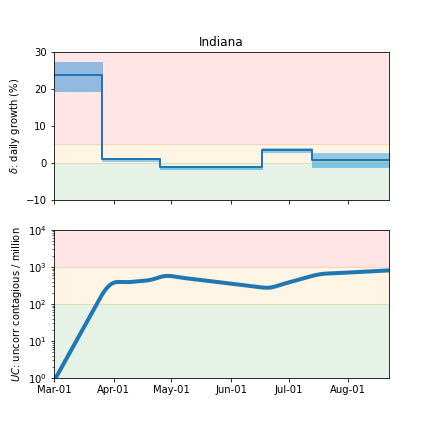 Indiana
δ: daily growth (%)
30
20
10
0
−10
UC: uncorr contagious / million
10⁴
10³
10²
10¹
10⁰
Mar-01 Apr-01 May-01 Jun-01 Jul-01 Aug-01